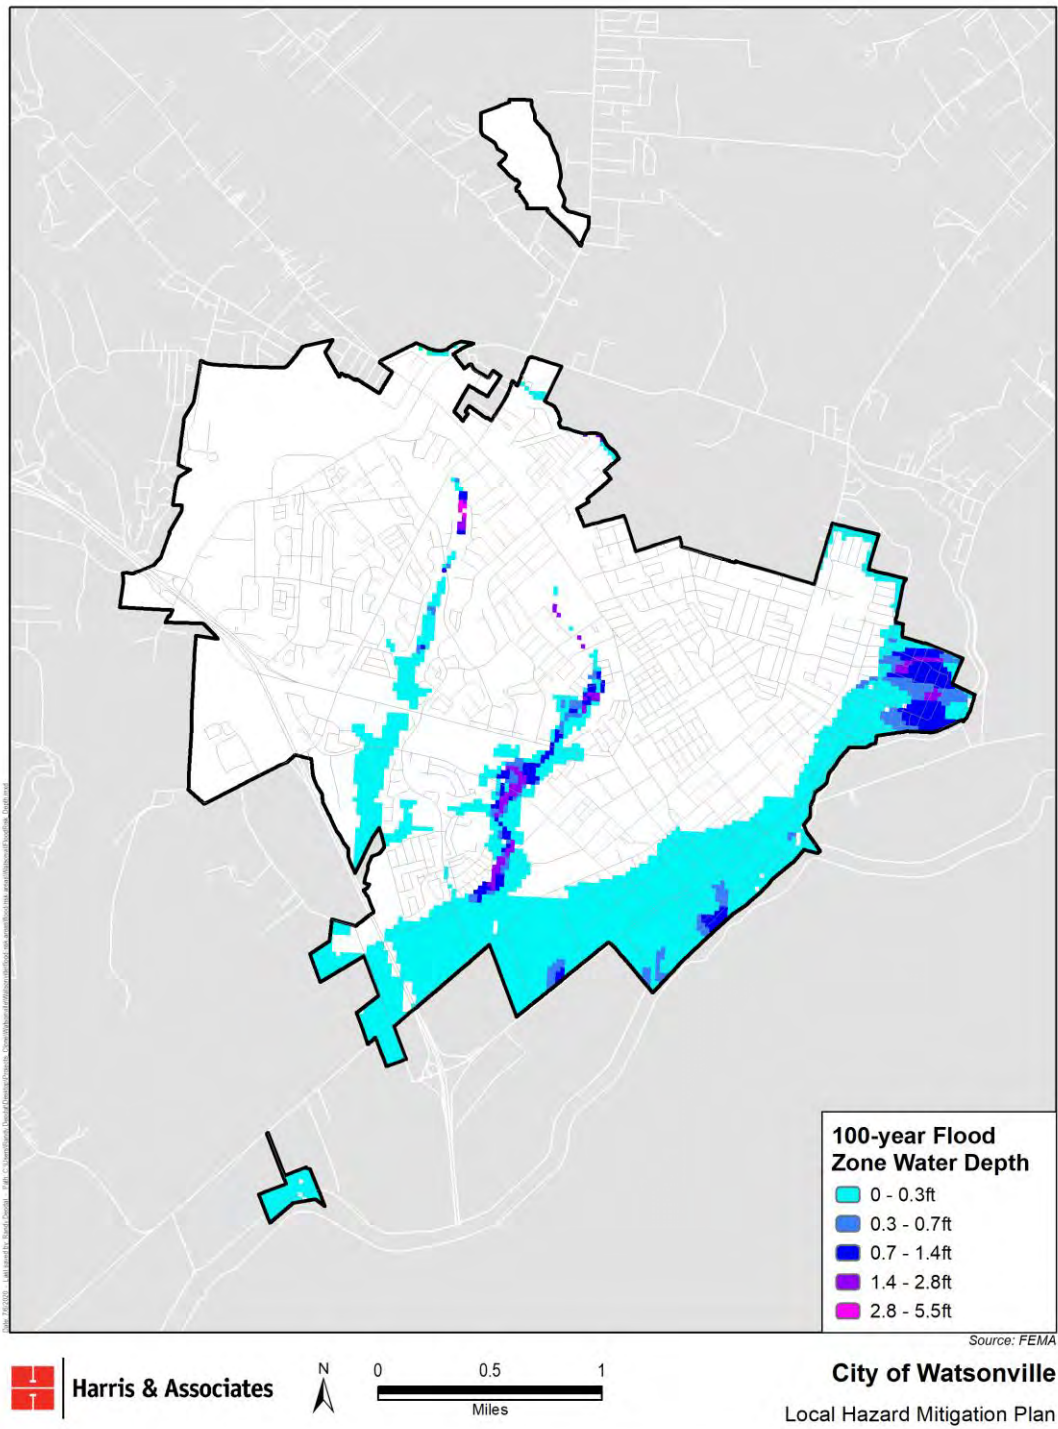 100-year Flood
Zone Water Depth
0 - 0.3ft
0.3 - 0.7ft
0.7 - 1.4ft
1.4 - 2.8ft
2.8 - 5.5ft
Source: FEMA
Harris & Associates
N
0 0.5 1
Miles
City of Watsonville
Local Hazard Mitigation Plan